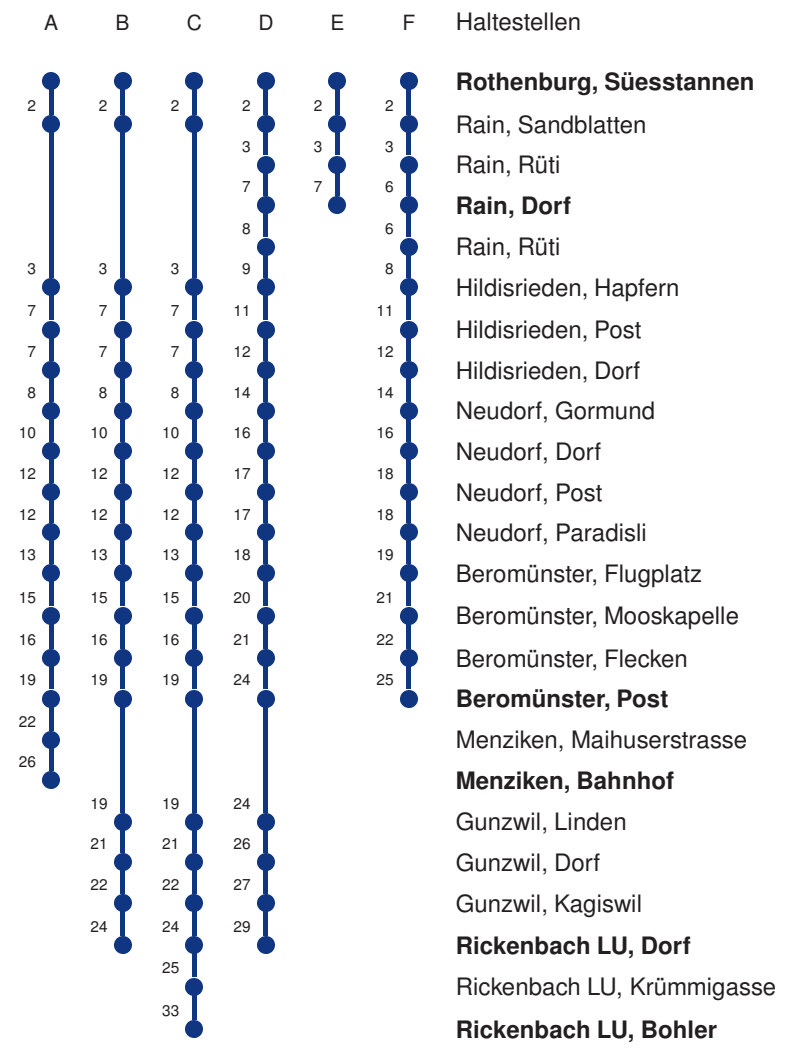 A B C D E F Haltestellen
Rothenburg, Süesstannen
2 2 2 2 2 2 Rain, Sandblatten
3 3 3 Rain, Rüti
7 7 6 Rain, Dorf
8 6 Rain, Rüti
3 3 3 9 8 Hildisrieden, Hapfern
7 7 7 11 11 Hildisrieden, Post
7 7 7 12 12 Hildisrieden, Dorf
8 8 8 14 14 Neudorf, Gormund
10 10 10 16 16 Neudorf, Dorf
12 12 12 17 18 Neudorf, Post
12 12 12 17 18 Neudorf, Paradisli
13 13 13 18 19 Beromünster, Flugplatz
15 15 15 20 21 Beromünster, Mooskapelle
16 16 16 21 22 Beromünster, Flecken
19 19 19 24 25 Beromünster, Post
22 Menziken, Maihuserstrasse
26 Menziken, Bahnhof
19 19 24 Gunzwil, Linden
21 21 26 Gunzwil, Dorf
22 22 27 Gunzwil, Kagiswil
24 24 29 Rickenbach LU, Dorf
25 Rickenbach LU, Krümmigasse
33 Rickenbach LU, Bohler